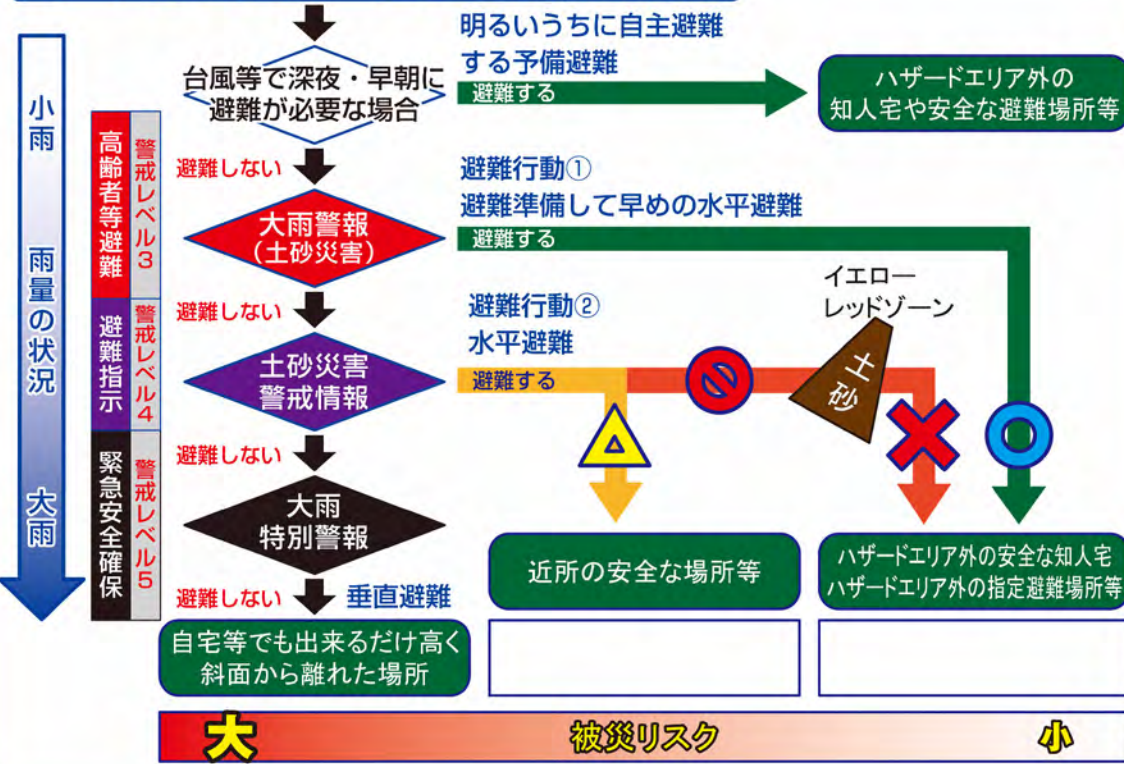 明るいうちに自主避難
する予備避難
台風等で深夜・早朝に
避難が必要な場合
避難する
ハザードエリア外の
知人宅や安全な避難場所等
小雨
雨量の状況
大雨
高齢者等避難
警戒レベル3
避難しない
避難行動①
避難準備して早めの水平避難
大雨警報
(土砂災害)
避難する
イエロー
レッドゾーン
土砂
避難指示
警戒レベル4
避難しない
避難行動②
水平避難
土砂災害
警戒情報
避難する
緊急安全確保
警戒レベル5
避難しない
大雨
特別警報
近所の安全な場所等
ハザードエリア外の安全な知人宅
ハザードエリア外の指定避難場所等
避難しない
垂直避難
自宅等でも出来るだけ高く
斜面から離れた場所
大
被災リスク
小